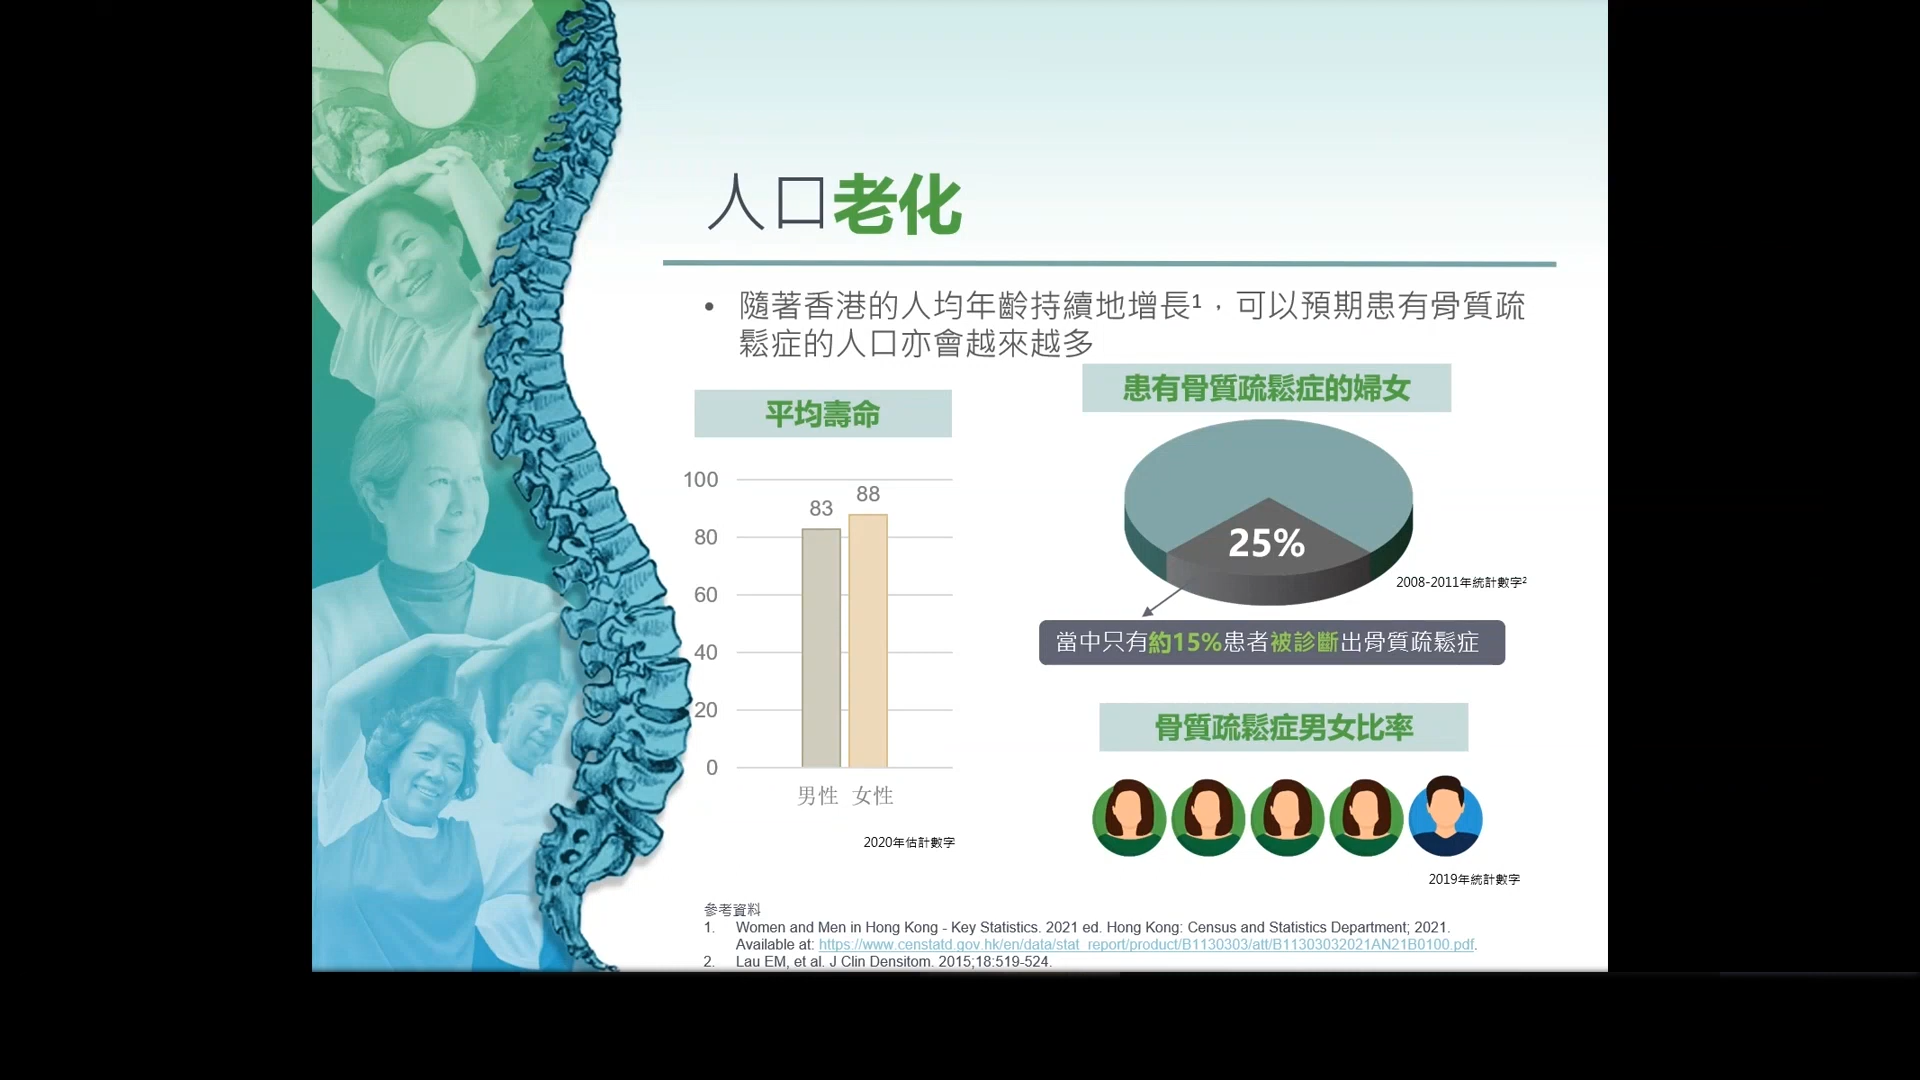 人口老化
• 隨著香港的人均年齡持續地增長¹，可以預期患有骨質疏
鬆症的人口亦會越來越多
平均壽命
100
80
60
40
20
0
83
88
男性 女性
2020年估計數字
患有骨質疏鬆症的婦女
25%
2008-2011年統計數字²
當中只有約15%患者被診斷出骨質疏鬆症
骨質疏鬆症男女比率
2019年統計數字
參考資料
1. Women and Men in Hong Kong - Key Statistics. 2021 ed. Hong Kong: Census and Statistics Department; 2021.
Available at: https://www.censtatd.gov.hk/en/data/stat_report/product/B1130303/att/B11303032021AN21B0100.pdf.
2. Lau EM, et al. J Clin Densitom. 2015;18:519-524.